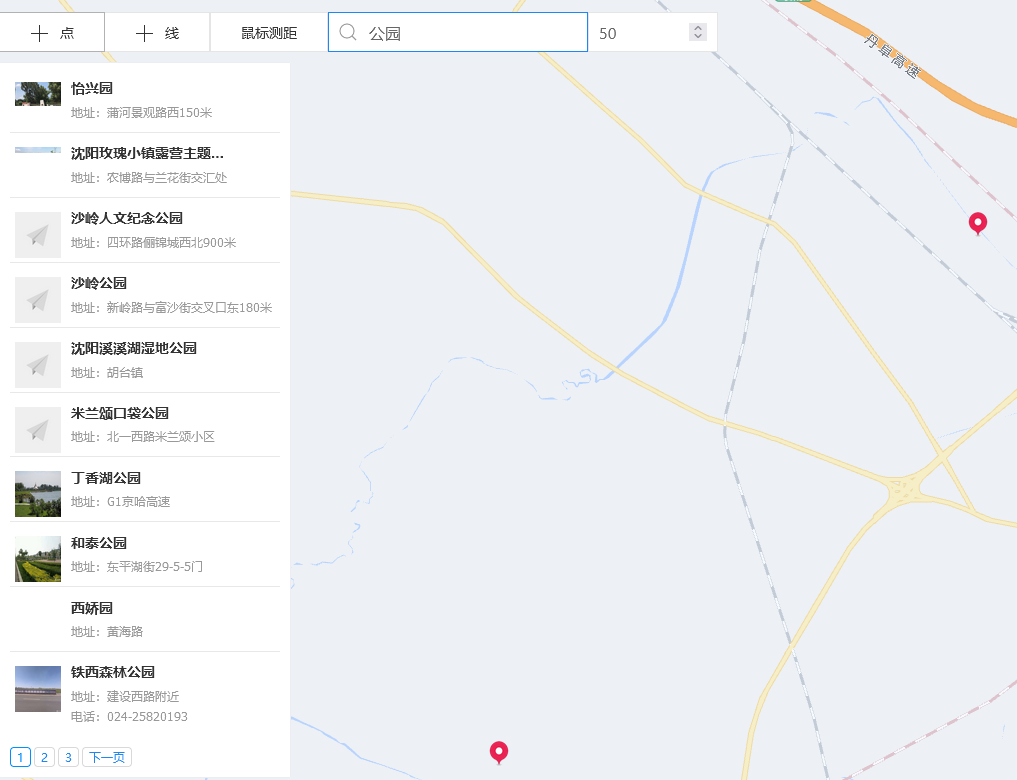 点
线
鼠标测距
公园
50
丹阜高速
怡兴园
地址：蒲河景观路西150米
沈阳玫瑰小镇露营主题...
地址：农博路与兰花街交汇处
沙岭人文纪念公园
地址：四环路俪锦城西北900米
沙岭公园
地址：新岭路与富沙街交叉口东180米
沈阳溪溪湖湿地公园
地址：胡台镇
米兰颂口袋公园
地址：北一西路米兰颂小区
丁香湖公园
地址：G1京哈高速
和泰公园
地址：东平湖街29-5-5门
西娇园
地址：黄海路
铁西森林公园
地址：建设西路附近
电话：024-25820193
1 2 3 下一页